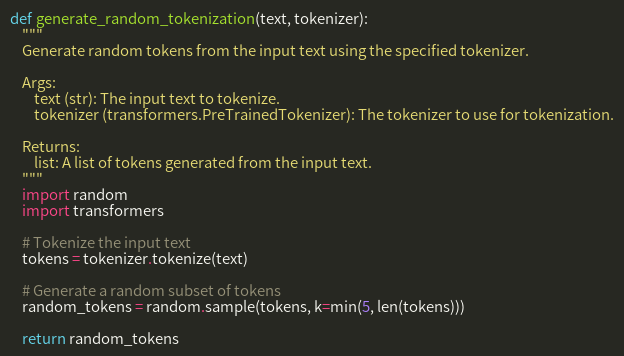 def generate_random_tokenization(text, tokenizer):
    """
    Generate random tokens from the input text using the specified tokenizer.

    Args:
        text (str): The input text to tokenize.
        tokenizer (transformers.PreTrainedTokenizer): The tokenizer to use for tokenization.

    Returns:
        list: A list of tokens generated from the input text.
    """
    import random
    import transformers

    # Tokenize the input text
    tokens = tokenizer.tokenize(text)

    # Generate a random subset of tokens
    random_tokens = random.sample(tokens, k=min(5, len(tokens)))

    return random_tokens